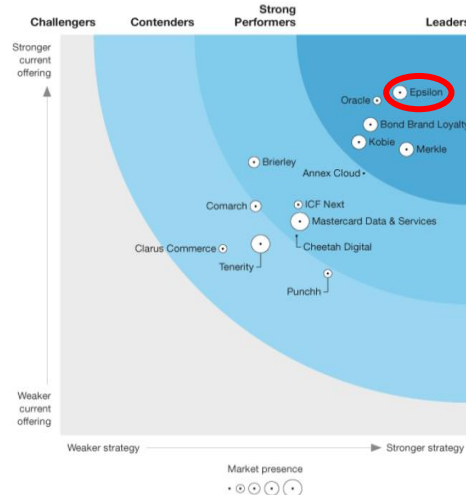 Challengers
Contenders
Strong
Performers
Leaders
Stronger
current
offering
Epsilon
Oracle
Bond Brand Loyalty
Kobie
Merkle
Brierley
Annex Cloud
Comarch
ICF Next
Mastercard Data & Services
Clarus Commerce
Cheetah Digital
Tenerity
Punchh
Weaker
current
offering
Weaker strategy
Stronger strategy
Market presence